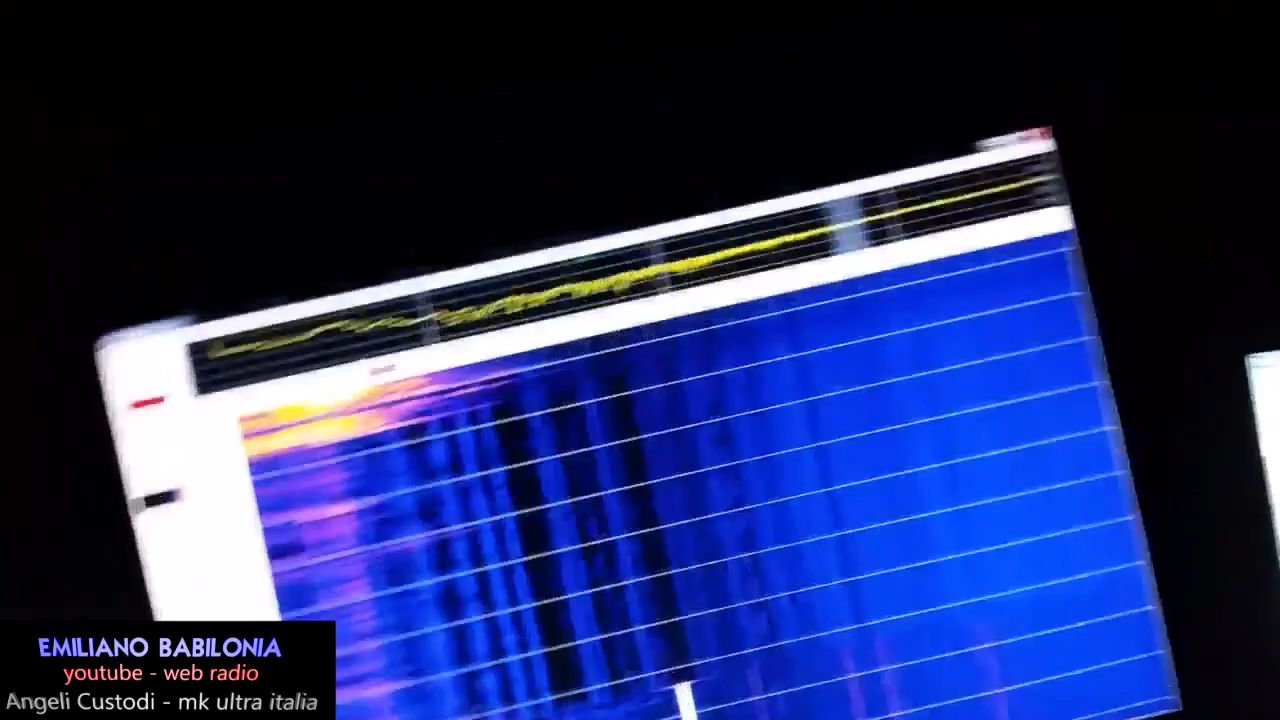 EMILIANO BABILONIA
youtube - web radio
Angeli Custodi - mk ultra italia